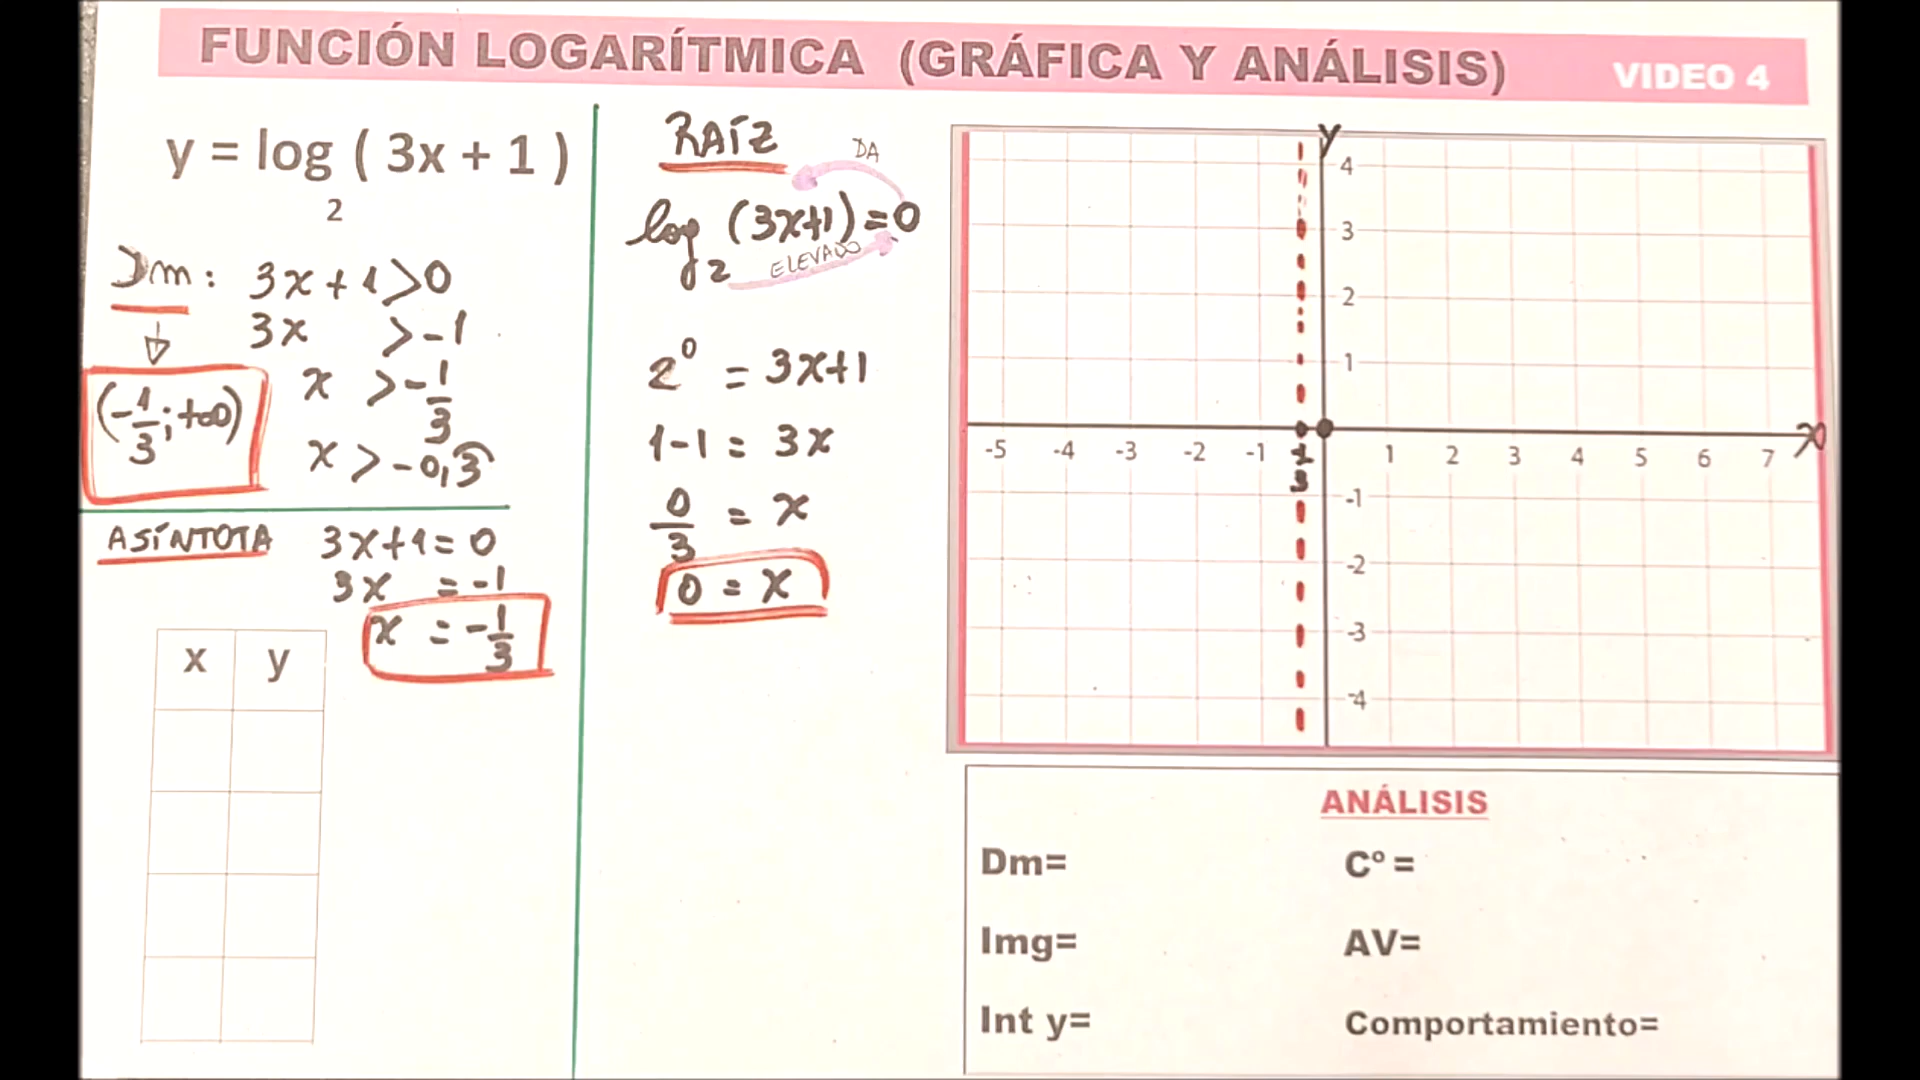 FUNCIÓN LOGARÍTMICA (GRÁFICA Y ANÁLISIS) VIDEO 4
y = log ( 3x + 1 )
2
Dm: 3x + 1 > 0
3x > -1
x > -1/3
(-1/3; +∞)
x > -0,3
ASÍNTOTA 3x+1 = 0
3x = -1
x = -1/3
x y
RAÍZ
DA
log2 (3x+1) = 0
ELEVADO
2^0 = 3x+1
1-1 = 3x
0/3 = x
0 = x
y
4
3
2
1
-5 -4 -3 -2 -1 1 2 3 4 5 6 7 x
-1
-2
-3
-4
ANÁLISIS
Dm= Cº =
Img= AV=
Int y= Comportamiento=